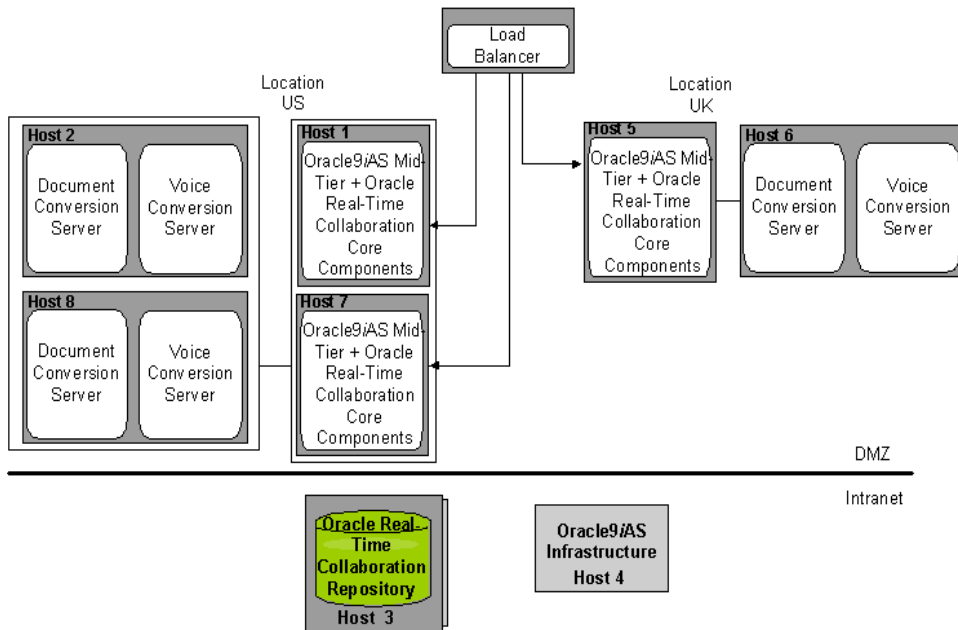 Load
Balancer
Location
US
Location
UK
Host 2
Document
Conversion
Server
Voice
Conversion
Server
Host 1
Oracle9iAS Mid-
Tier + Oracle
Real-Time
Collaboration
Core
Components
Host 5
Oracle9iAS Mid-
Tier + Oracle
Real-Time
Collaboration
Core
Components
Host 6
Document
Conversion
Server
Voice
Conversion
Server
Host 8
Document
Conversion
Server
Voice
Conversion
Server
Host 7
Oracle9iAS Mid-
Tier + Oracle
Real-Time
Collaboration
Core
Components
DMZ
Intranet
Oracle Real-
Time
Collaboration
Repository
Host 3
Oracle9iAS
Infrastructure
Host 4